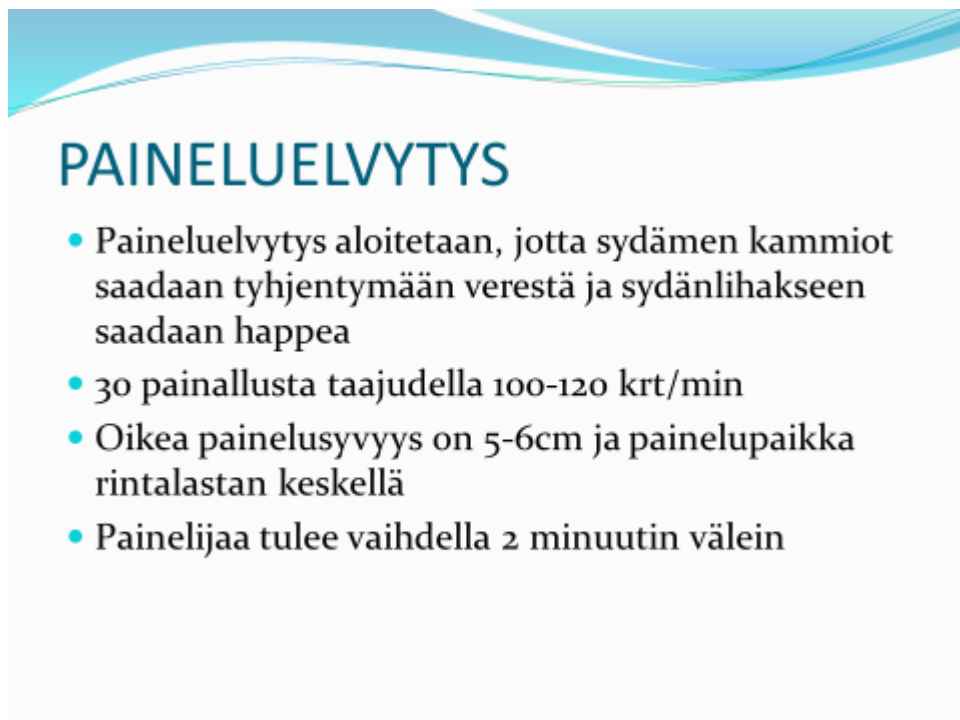 PAINELUELVYTYS
• Paineluelvytys aloitetaan, jotta sydämen kammiot
saadaan tyhjentymään verestä ja sydänlihakseen
saadaan happea
• 30 painallusta taajudella 100-120 krt/min
• Oikea painelusyvyys on 5-6cm ja painelupaikka
rintalastan keskellä
• Painelijaa tulee vaihdella 2 minuutin välein